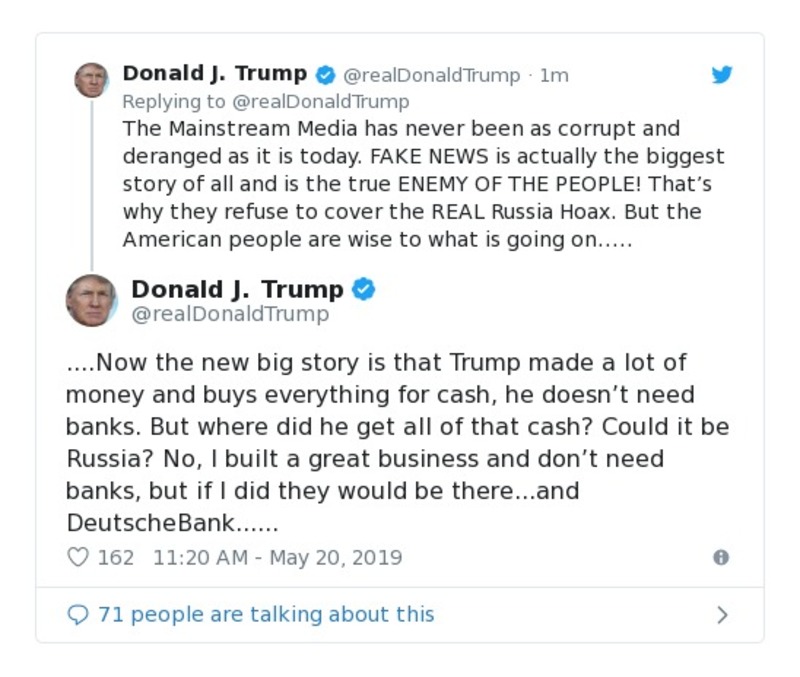 Donald J. Trump @realDonaldTrump · 1m
Replying to @realDonaldTrump
The Mainstream Media has never been as corrupt and
deranged as it is today. FAKE NEWS is actually the biggest
story of all and is the true ENEMY OF THE PEOPLE! That’s
why they refuse to cover the REAL Russia Hoax. But the
American people are wise to what is going on.....
Donald J. Trump
@realDonaldTrump
....Now the new big story is that Trump made a lot of
money and buys everything for cash, he doesn’t need
banks. But where did he get all of that cash? Could it be
Russia? No, I built a great business and don’t need
banks, but if I did they would be there...and
DeutscheBank......
162 11:20 AM - May 20, 2019
71 people are talking about this